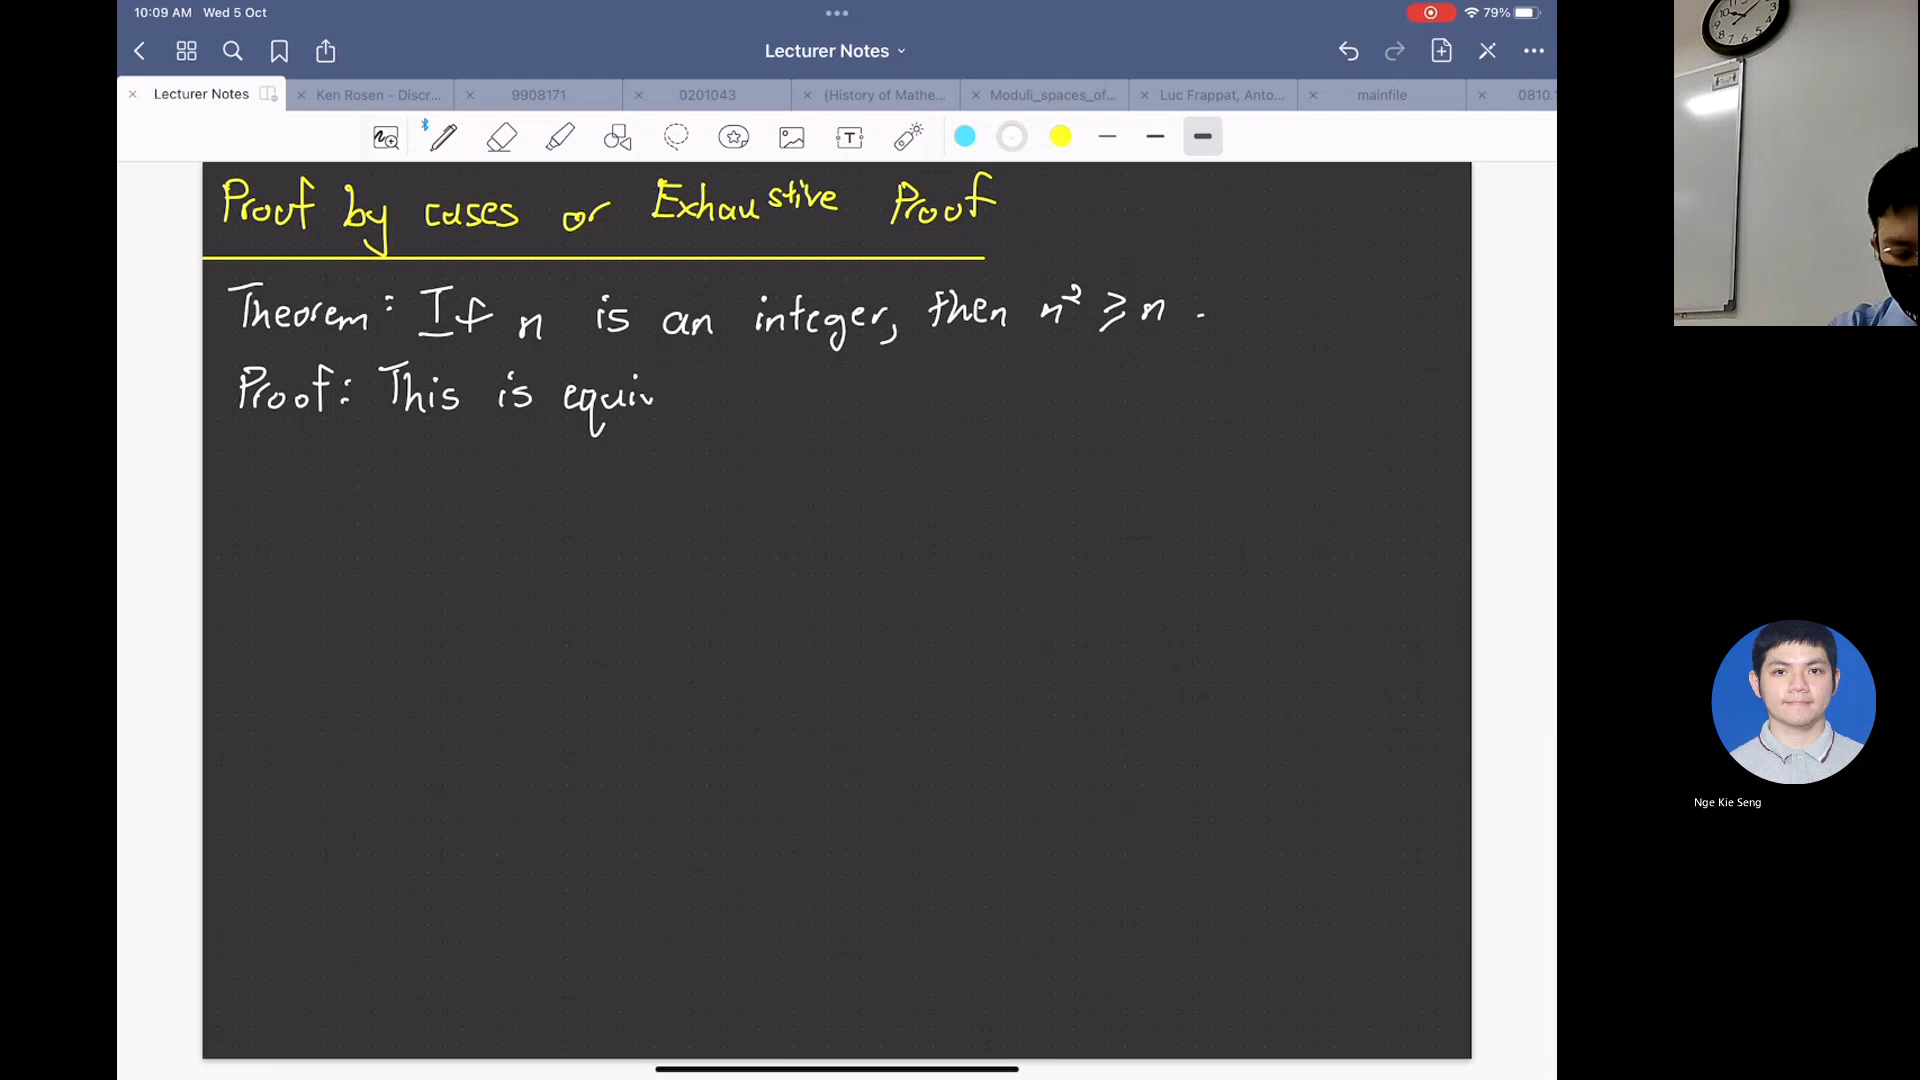 10:09 AM Wed 5 Oct
79%
Lecturer Notes
Lecturer Notes
Ken Rosen - Discr...
9908171
0201043
(History of Mathe...
Moduli_spaces_of...
Luc Frappat, Anto...
mainfile
0810.
Proof by cases or Exhaustive Proof
Theorem: If n is an integer, then n² ⩾ n .
Proof: This is equiv
Nge Kie Seng